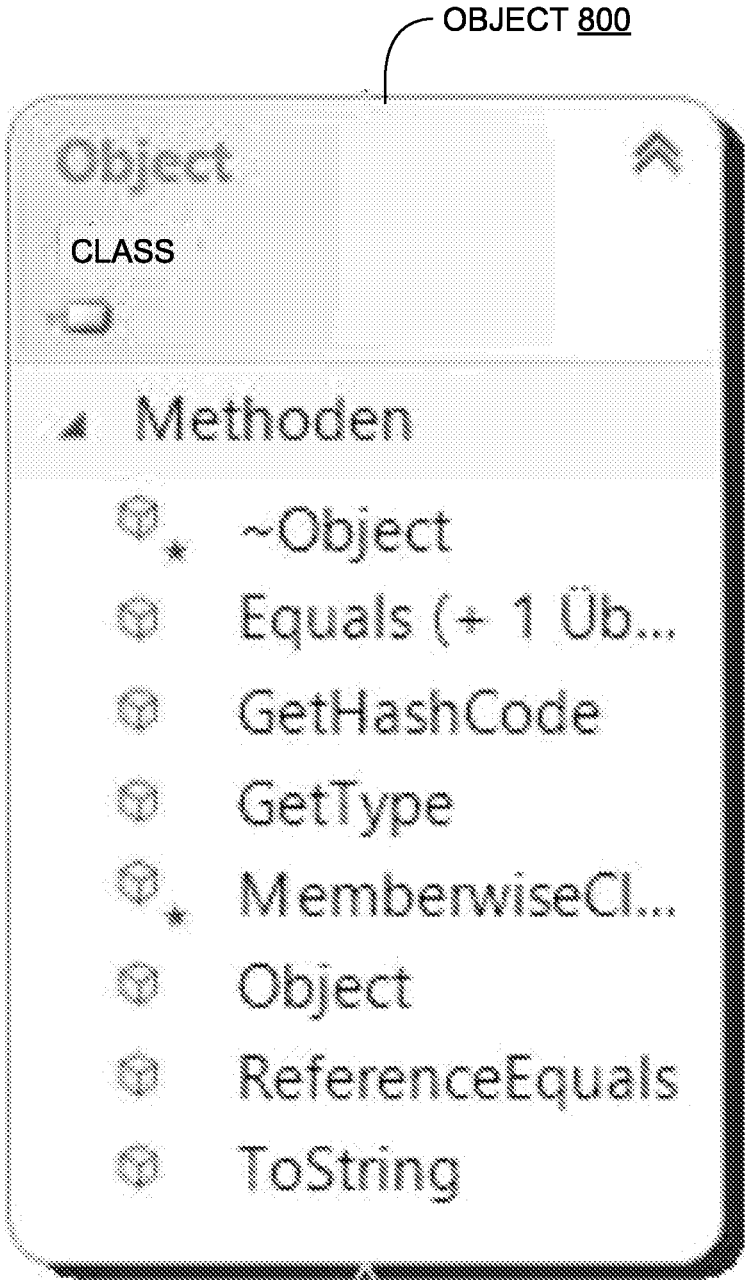 OBJECT 800
Object
CLASS
Methoden
~Object
Equals (+ 1 Üb...
GetHashCode
GetType
MemberwiseCl...
Object
ReferenceEquals
ToString